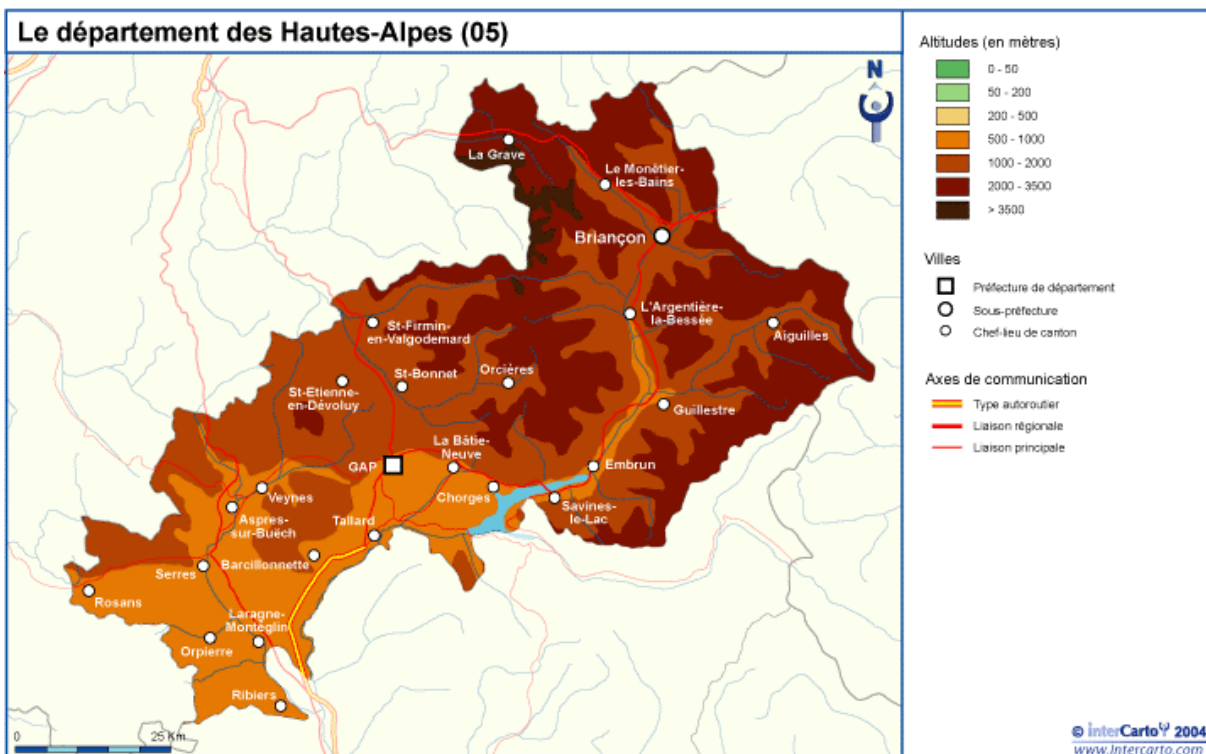 Le département des Hautes-Alpes (05)
N
La Grave
Le Monêtier-
les-Bains
Briançon
L'Argentière-
la-Bessée
St-Firmin-
en-Valgodemard
Aiguilles
St-Bonnet
Orcières
St-Etienne-
en-Dévoluy
Guillestre
La Bâtie-
Neuve
GAP
Embrun
Chorges
Veynes
Savines-
le-Lac
Aspres-
sur-Buëch
Tallard
Barcillonnette
Serres
Rosans
Laragne-
Montéglin
Orpierre
Ribiers
0
25 Km
Altitudes (en mètres)
0 - 50
50 - 200
200 - 500
500 - 1000
1000 - 2000
2000 - 3500
> 3500
Villes
Préfecture de département
Sous-préfecture
Chef-lieu de canton
Axes de communication
Type autoroutier
Liaison régionale
Liaison principale
© interCarto 2004
www.Intercarto.com